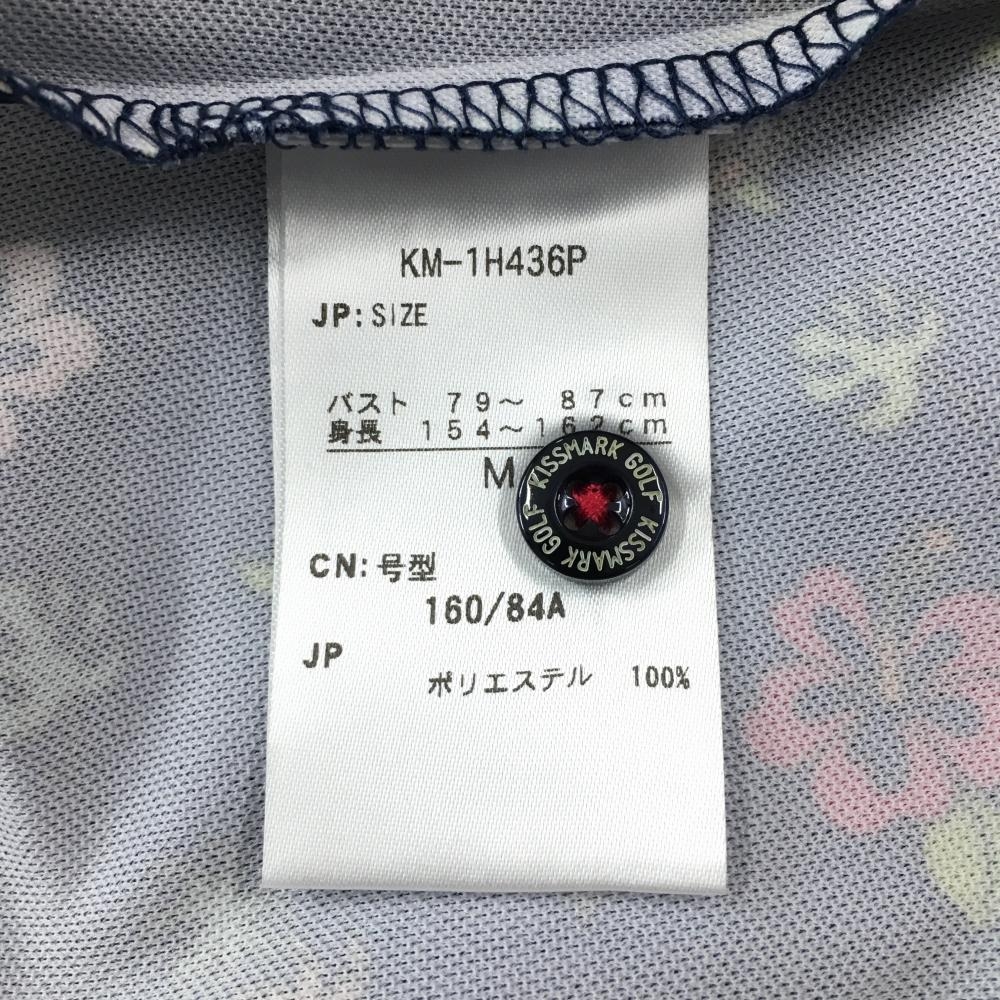 KM-1H436P
JP: SIZE
バスト 79～ 87cm
身長 154～162cm
M
KISSMARK GOLF KISSMARK GOLF
CN: 号型
160/84A
JP
ポリエステル 100%